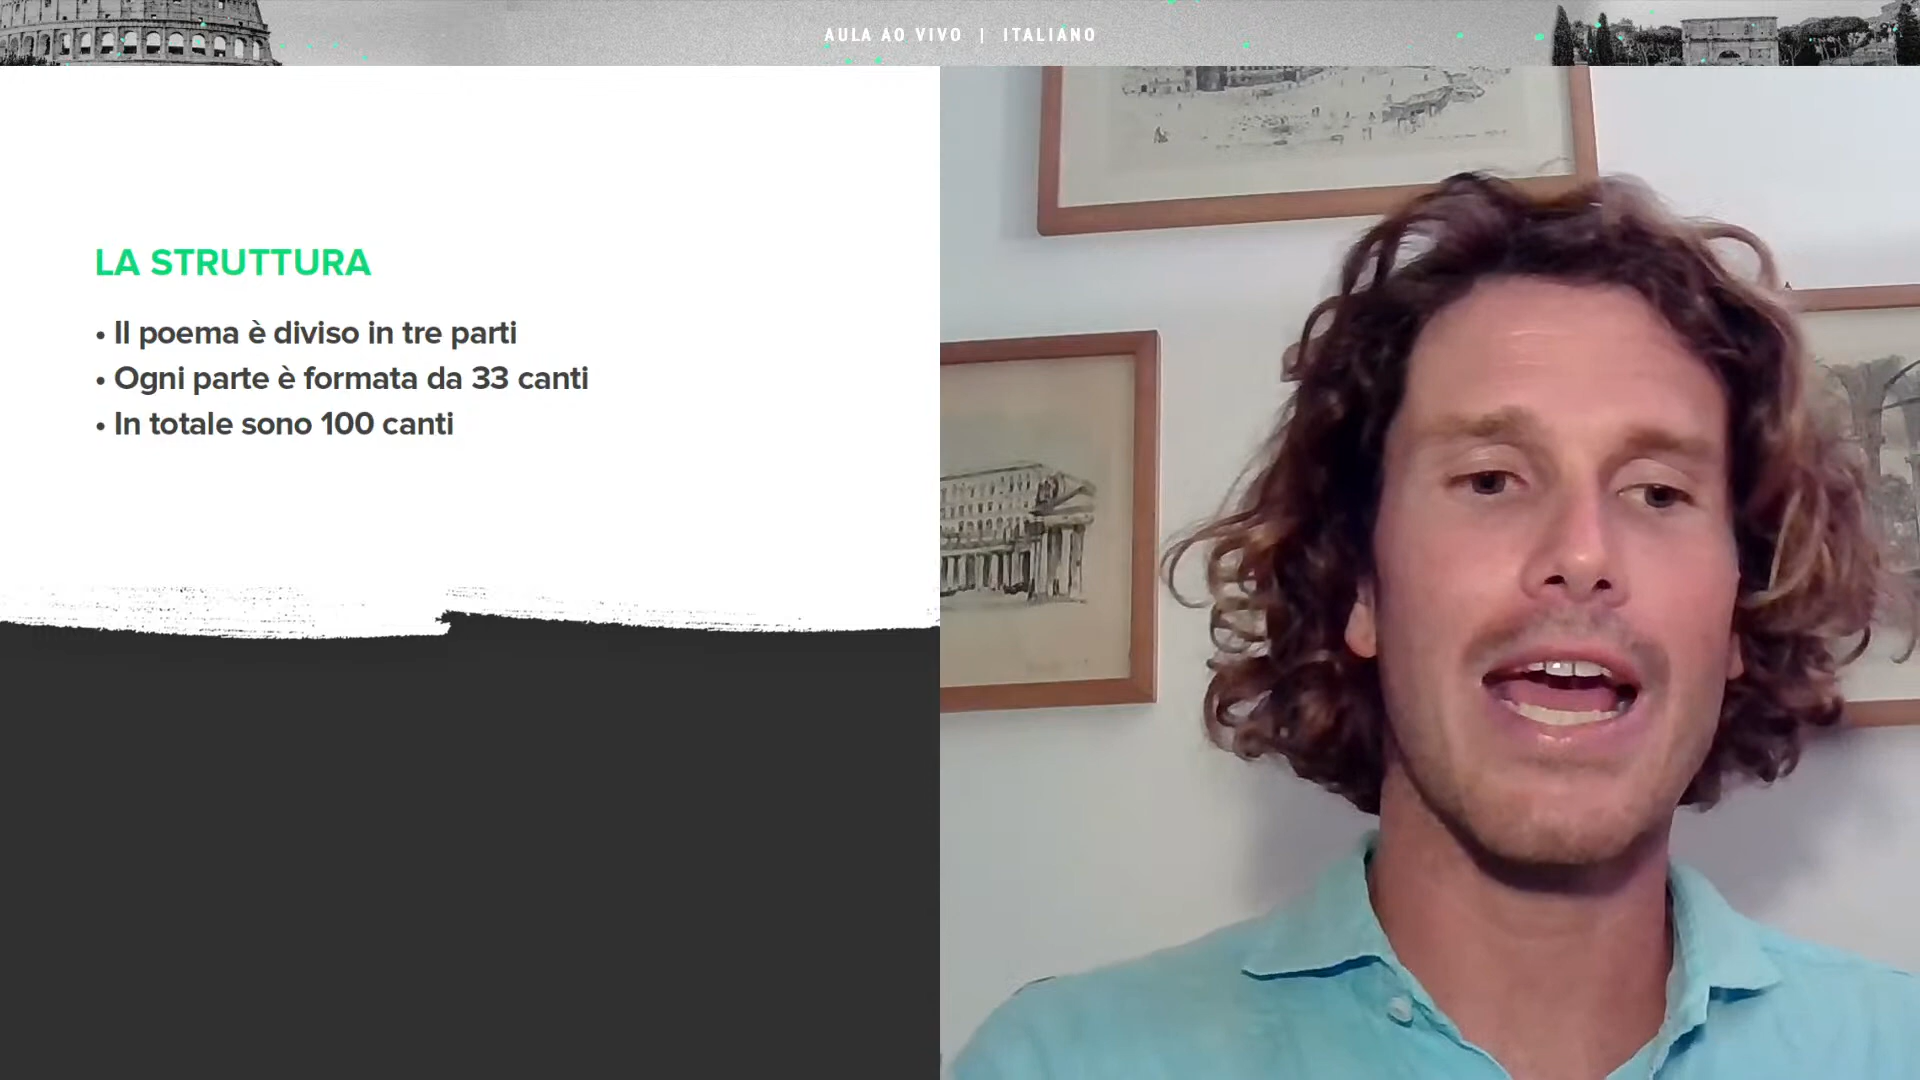 AULA AO VIVO | ITALIANO
LA STRUTTURA
• Il poema è diviso in tre parti
• Ogni parte è formata da 33 canti
• In totale sono 100 canti